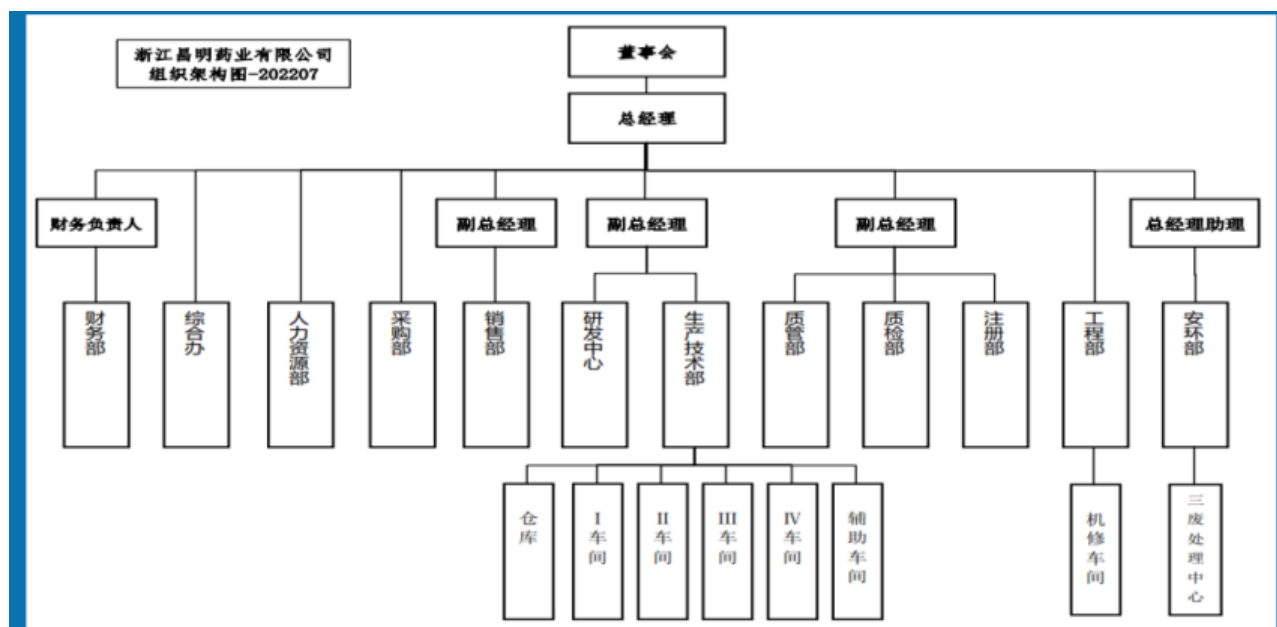 浙江昌明药业有限公司
组织架构图-202207
董事会
总经理
财务负责人
副总经理
副总经理
副总经理
总经理助理
财务部
综合办
人力资源部
采购部
销售部
研发中心
生产技术部
质管部
质检部
注册部
工程部
安环部
仓库
I车间
II车间
III车间
IV车间
辅助车间
机修车间
三废处理中心